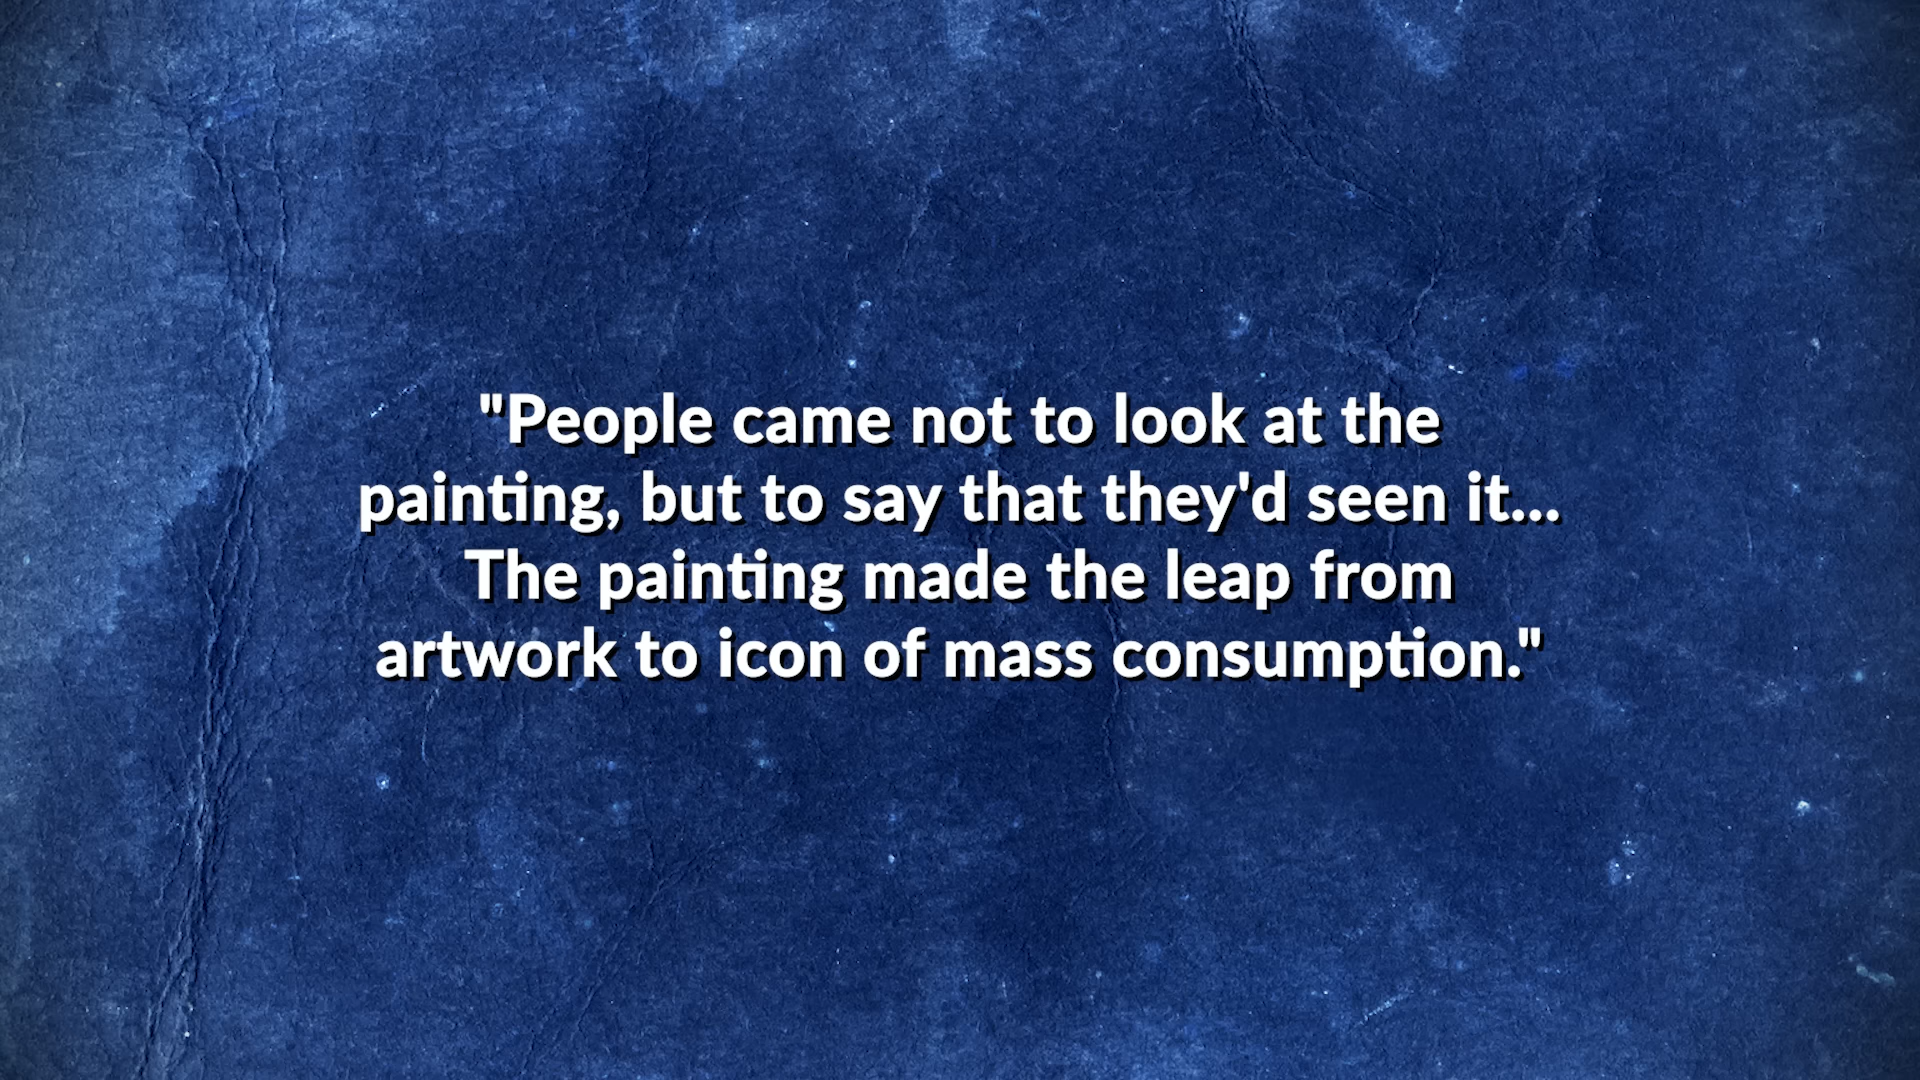 "People came not to look at the
painting, but to say that they'd seen it...
The painting made the leap from
artwork to icon of mass consumption."